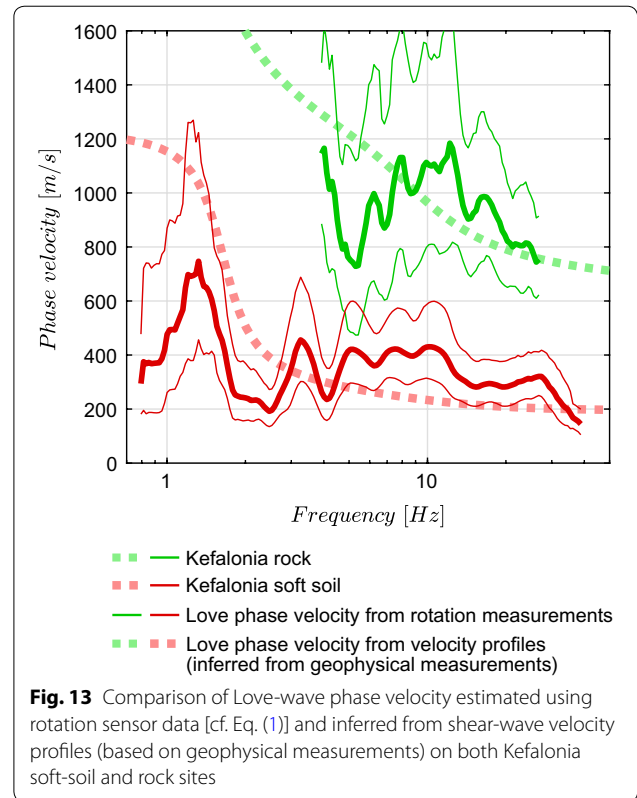 1600
1400
1200
1000
800
600
400
200
0
Phase velocity [m/s]
1
10
Frequency [Hz]
Kefalonia rock
Kefalonia soft soil
Love phase velocity from rotation measurements
Love phase velocity from velocity profiles
(inferred from geophysical measurements)
Fig. 13 Comparison of Love-wave phase velocity estimated using
rotation sensor data [cf. Eq. (1)] and inferred from shear-wave velocity
profiles (based on geophysical measurements) on both Kefalonia
soft-soil and rock sites